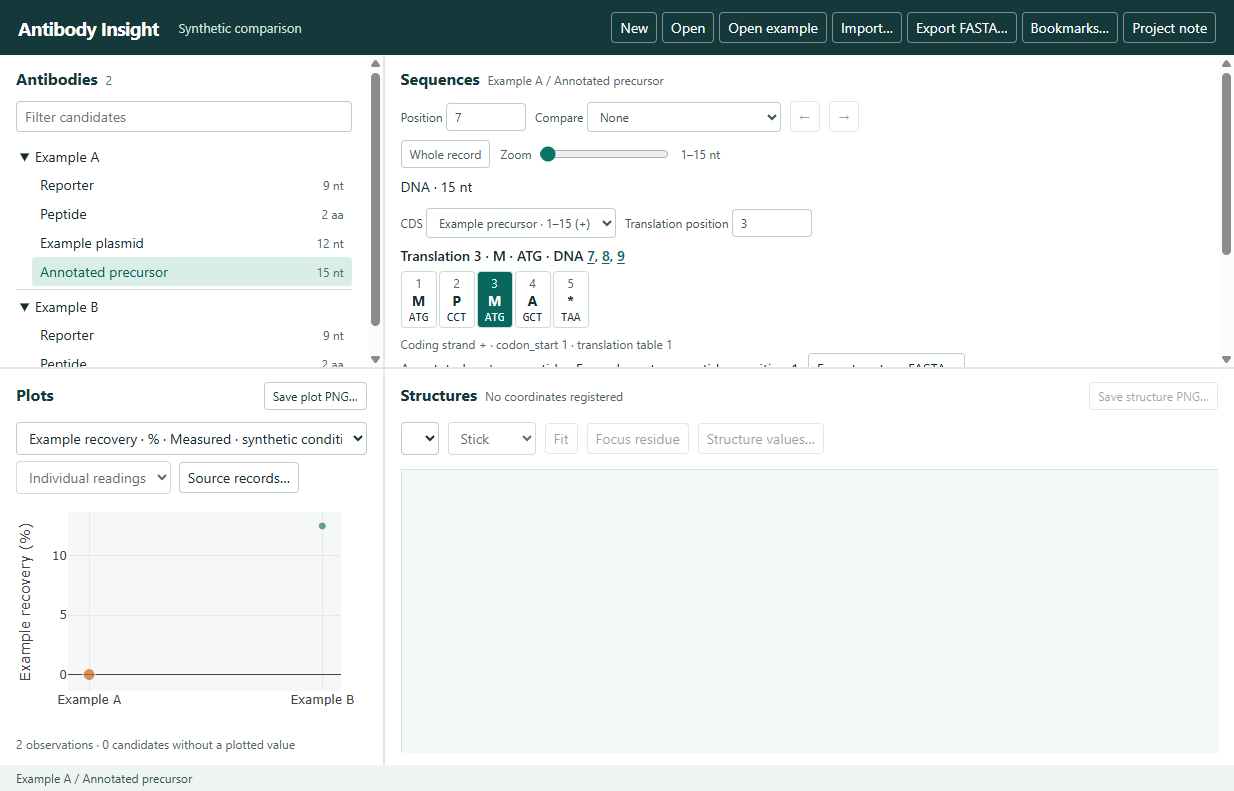 Antibody Insight Synthetic comparison New Open Open example Import... Export FASTA... Bookmarks... Project note
Antibodies 2
Filter candidates
▼ Example A
Reporter 9 nt
Peptide 2 aa
Example plasmid 12 nt
Annotated precursor 15 nt
▼ Example B
Reporter 9 nt
Peptide 2 aa
Sequences Example A / Annotated precursor
Position 7 Compare None ← →
Whole record Zoom 1–15 nt
DNA · 15 nt
CDS Example precursor · 1–15 (+) Translation position 3
Translation 3 · M · ATG · DNA 7, 8, 9
1 2 3 4 5
M P M A *
ATG CCT ATG GCT TAA
Coding strand + · codon_start 1 · translation table 1
Plots Save plot PNG...
Example recovery · % · Measured · synthetic conditi
Individual readings Source records...
Example recovery (%)
10
5
0
Example A Example B
2 observations · 0 candidates without a plotted value
Structures No coordinates registered Save structure PNG...
Stick Fit Focus residue Structure values...
Example A / Annotated precursor